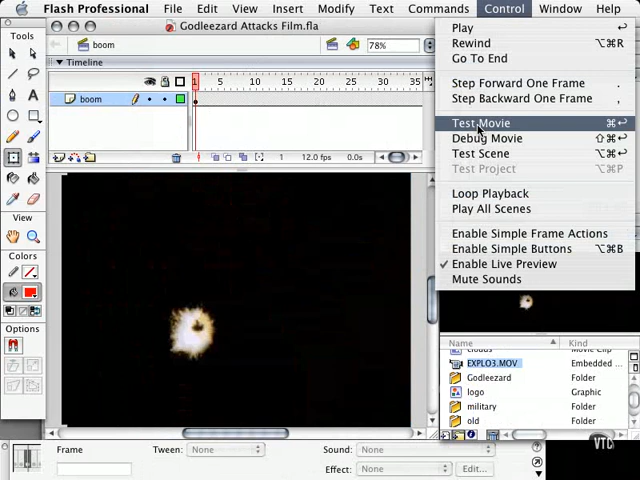 Flash Professional File Edit View Insert Modify Text Commands Control Window Help
Tools
Godleezard Attacks Film.fla
boom
78%
Timeline
1 5 10 15 20 25 30 35
boom
1 12.0 fps 0.0s
View
Colors
Options
Play
Rewind ⌥⌘R
Go To End
Step Forward One Frame .
Step Backward One Frame ,
Test Movie ⌘↩
Debug Movie ⇧⌘↩
Test Scene ⌥⌘↩
Test Project ⌥⌘P
Loop Playback
Play All Scenes
Enable Simple Frame Actions
Enable Simple Buttons ⌥⌘B
✓ Enable Live Preview
Mute Sounds
Name Kind
clouds Movie Clip
EXPLO3.MOV Embedded ...
Godleezard Folder
logo Graphic
military Folder
old Folder
Frame Tween: None Sound: None
Effect: None Edit...
VTC